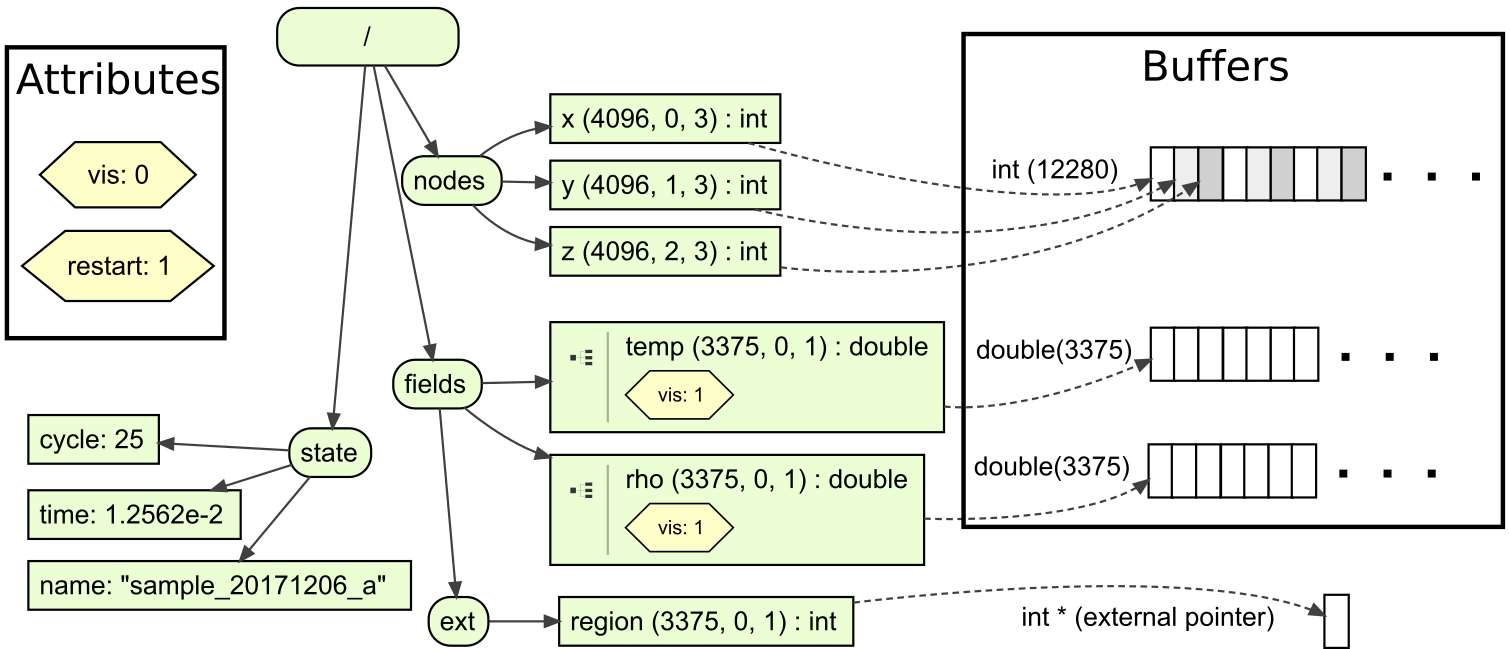 /
Attributes
vis: 0
restart: 1
nodes
x (4096, 0, 3) : int
y (4096, 1, 3) : int
z (4096, 2, 3) : int
fields
temp (3375, 0, 1) : double
vis: 1
rho (3375, 0, 1) : double
vis: 1
state
cycle: 25
time: 1.2562e-2
name: "sample_20171206_a"
ext
region (3375, 0, 1) : int
Buffers
int (12280)
. . .
double(3375)
. . .
double(3375)
. . .
int * (external pointer)